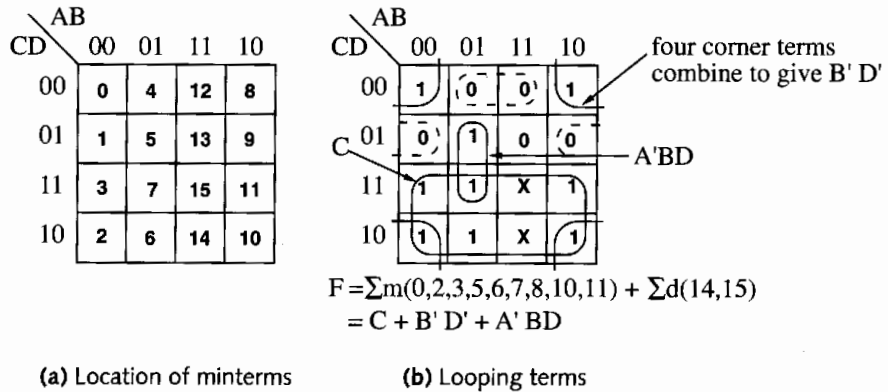 AB
CD 00 01 11 10
00 0 4 12 8
01 1 5 13 9
11 3 7 15 11
10 2 6 14 10
(a) Location of minterms
AB
CD 00 01 11 10
00 1 0 0 1
01 0 1 0 0
11 1 1 X 1
10 1 1 X 1
four corner terms
combine to give B' D'
C
A'BD
F =∑m(0,2,3,5,6,7,8,10,11) + ∑d(14,15)
= C + B' D' + A' BD
(b) Looping terms